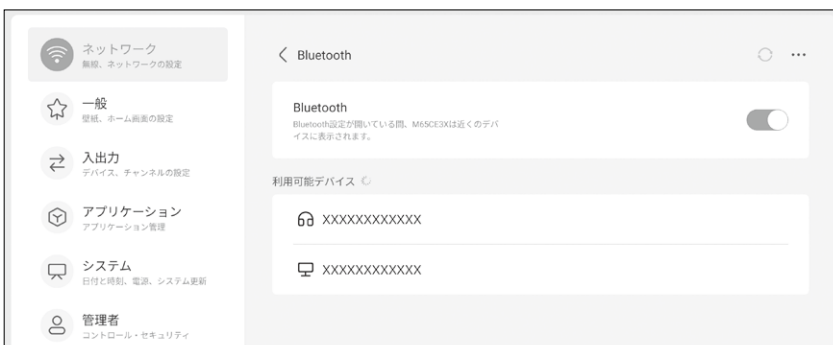 ネットワーク
無線、ネットワークの設定
一般
壁紙、ホーム画面の設定
入出力
デバイス、チャンネルの設定
アプリケーション
アプリケーション管理
システム
日付と時刻、電源、システム更新
管理者
コントロール・セキュリティ
Bluetooth
Bluetooth
Bluetooth設定が開いている間、M65CE3Xは近くのデバ
イスに表示されます。
利用可能デバイス
XXXXXXXXXXXX
XXXXXXXXXXXX